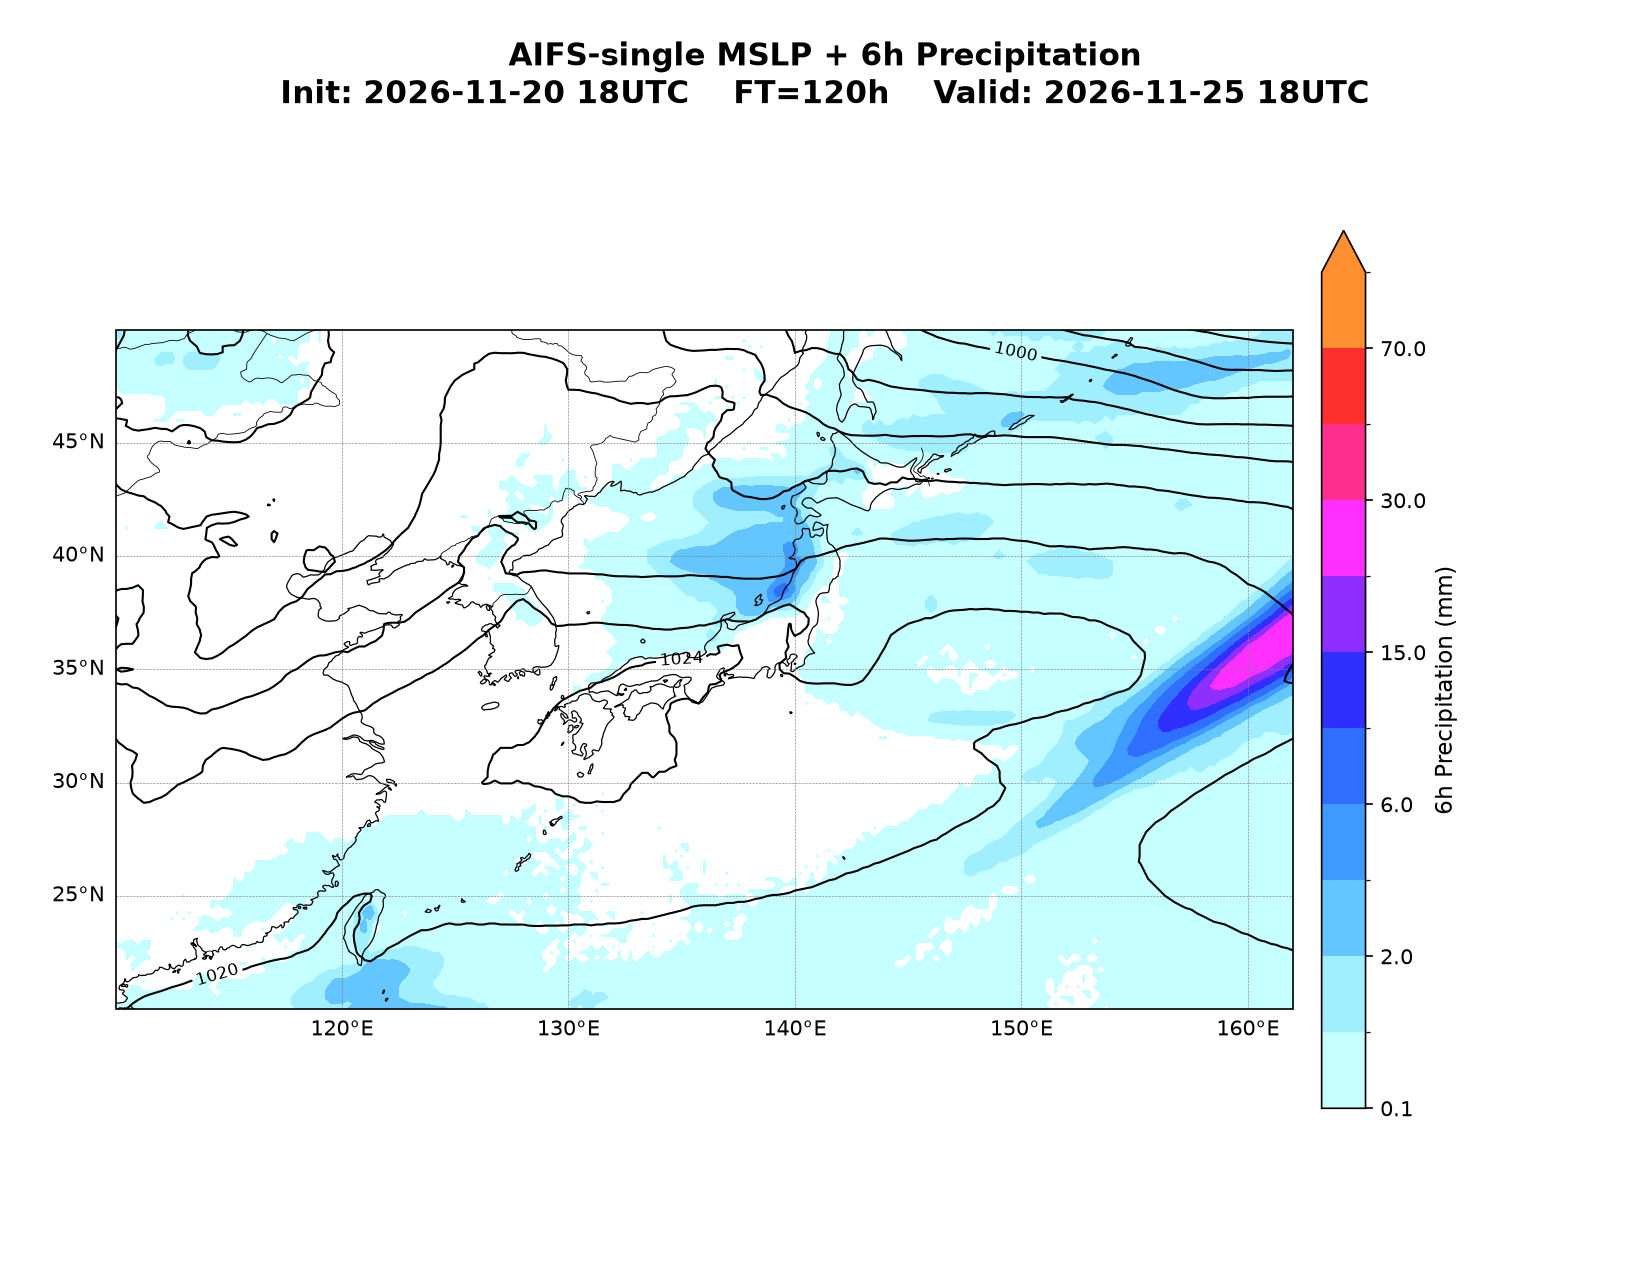 AIFS-single MSLP + 6h Precipitation
Init: 2026-11-20 18UTC    FT=120h    Valid: 2026-11-25 18UTC
1000
1024
1020
45°N
40°N
35°N
30°N
25°N
120°E
130°E
140°E
150°E
160°E
70.0
30.0
15.0
6.0
2.0
0.1
6h Precipitation (mm)